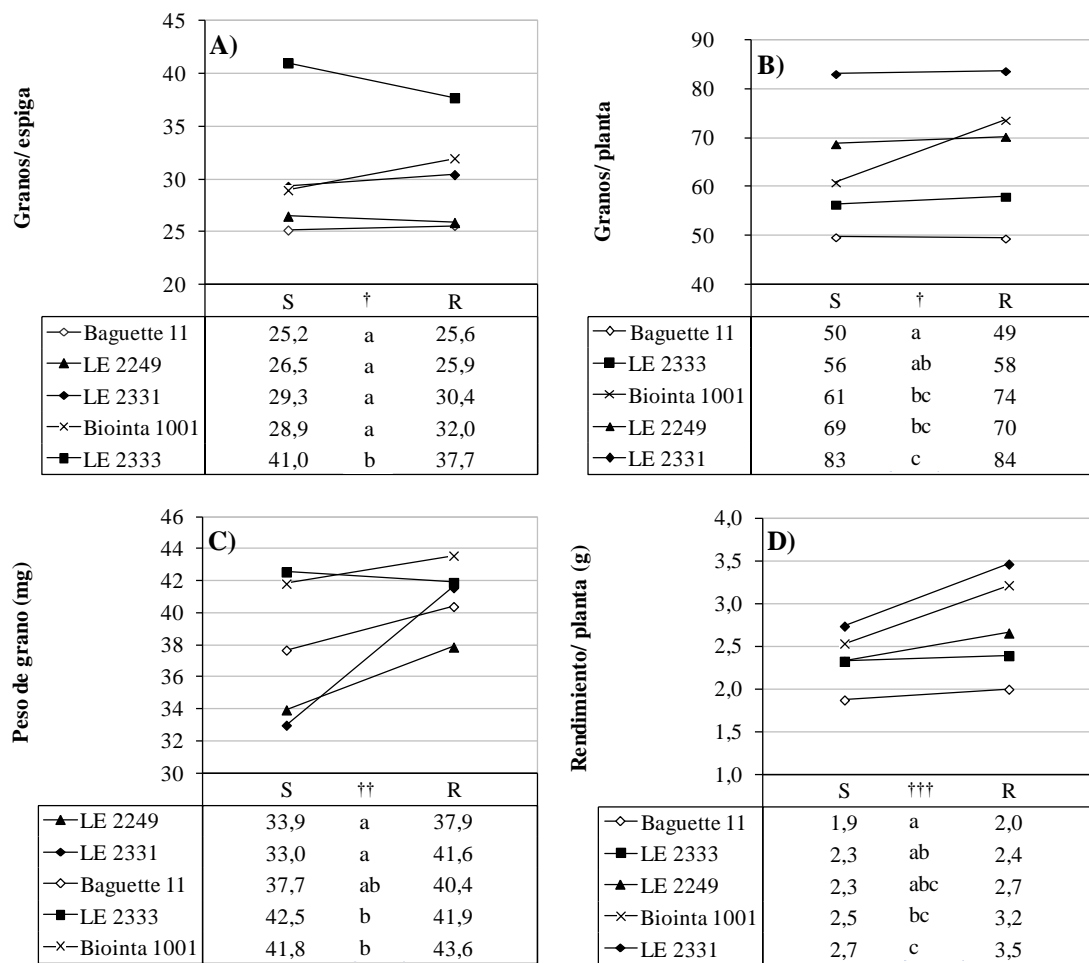 A)
Granos/ espiga
45
40
35
30
25
20
S † R
Baguette 11 25,2 a 25,6
LE 2249 26,5 a 25,9
LE 2331 29,3 a 30,4
Biointa 1001 28,9 a 32,0
LE 2333 41,0 b 37,7
B)
Granos/ planta
90
80
70
60
50
40
S † R
Baguette 11 50 a 49
LE 2333 56 ab 58
Biointa 1001 61 bc 74
LE 2249 69 bc 70
LE 2331 83 c 84
C)
Peso de grano (mg)
46
44
42
40
38
36
34
32
30
S †† R
LE 2249 33,9 a 37,9
LE 2331 33,0 a 41,6
Baguette 11 37,7 ab 40,4
LE 2333 42,5 b 41,9
Biointa 1001 41,8 b 43,6
D)
Rendimiento/ planta (g)
4,0
3,5
3,0
2,5
2,0
1,5
1,0
S ††† R
Baguette 11 1,9 a 2,0
LE 2333 2,3 ab 2,4
LE 2249 2,3 abc 2,7
Biointa 1001 2,5 bc 3,2
LE 2331 2,7 c 3,5